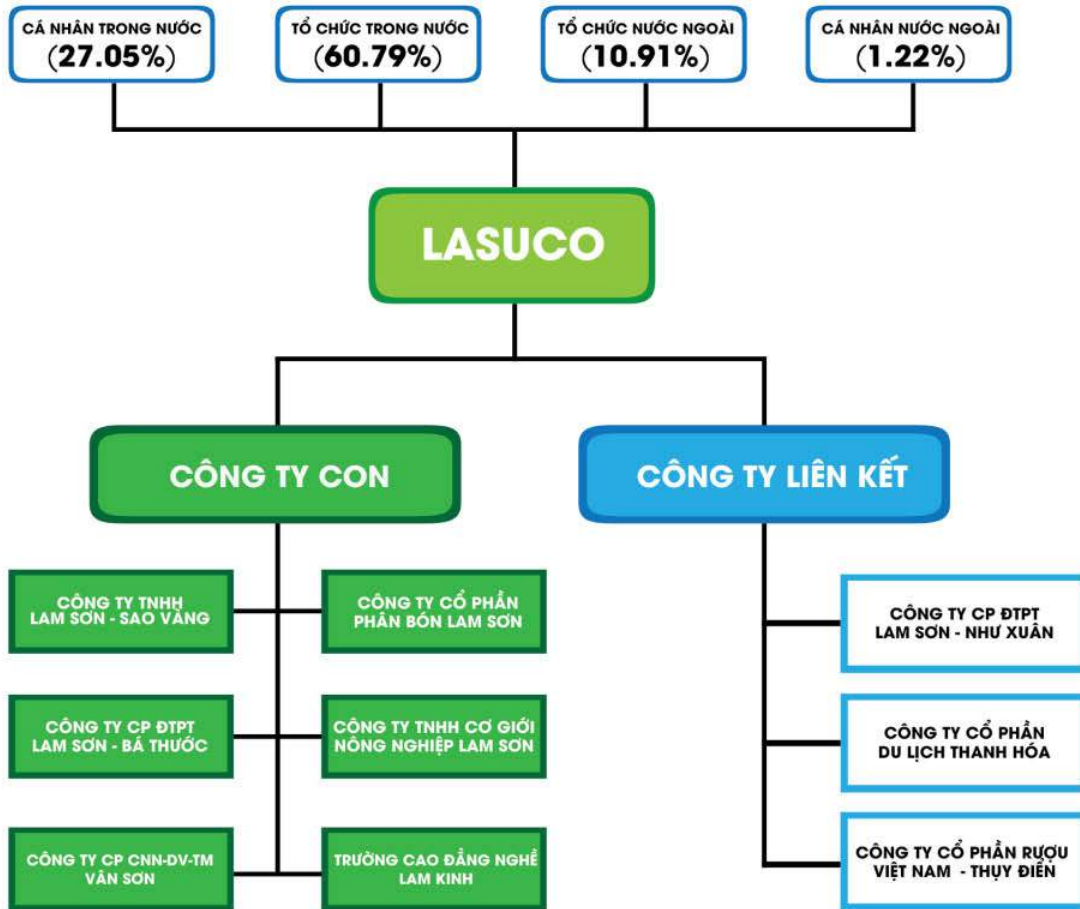 CÁ NHÂN TRONG NƯỚC
(27.05%)
TỔ CHỨC TRONG NƯỚC
(60.79%)
TỔ CHỨC NƯỚC NGOÀI
(10.91%)
CÁ NHÂN NƯỚC NGOÀI
(1.22%)
LASUCO
CÔNG TY CON
CÔNG TY LIÊN KẾT
CÔNG TY TNHH
LAM SƠN - SAO VÀNG
CÔNG TY CỔ PHẦN
PHÂN BÓN LAM SƠN
CÔNG TY CP ĐTPT
LAM SƠN - BÁ THƯỚC
CÔNG TY TNHH CƠ GIỚI
NÔNG NGHIỆP LAM SƠN
CÔNG TY CP CNN-DV-TM
VÂN SƠN
TRƯỜNG CAO ĐẲNG NGHỀ
LAM KINH
CÔNG TY CP ĐTPT
LAM SƠN - NHƯ XUÂN
CÔNG TY CỔ PHẦN
DU LỊCH THANH HÓA
CÔNG TY CỔ PHẦN RƯỢU
VIỆT NAM - THỤY ĐIỂN